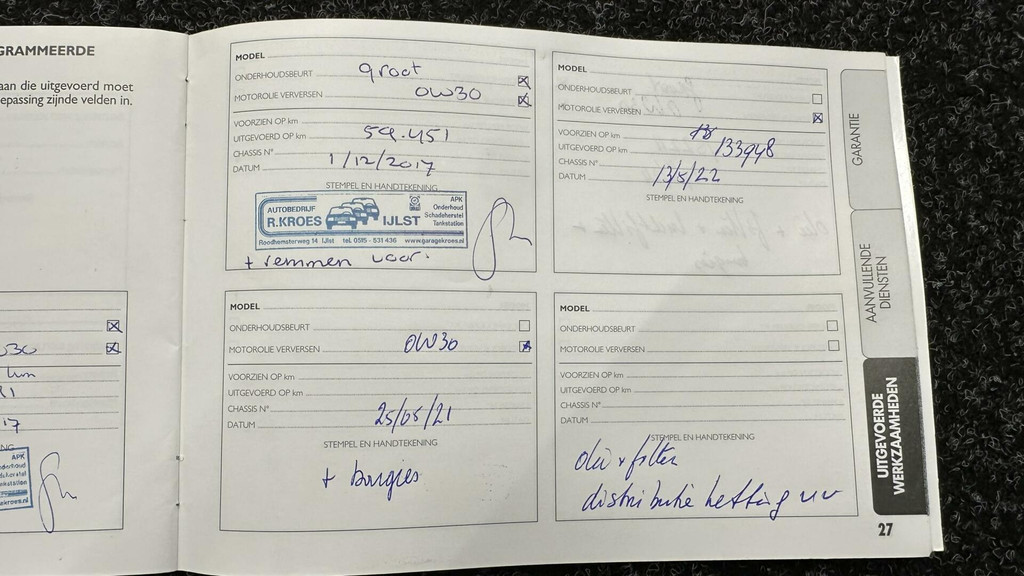 GRAMMEERDE
aan die uitgevoerd moet
epassing zijnde velden in.
17
APK
MODEL
ONDERHOUDSBEURT groot
MOTOROLIE VERVERSEN 0W30
VOORZIEN OP km
UITGEVOERD OP km 59.451
CHASSIS N°
DATUM 1/12/2017
STEMPEL EN HANDTEKENING
AUTOBEDRIJF
R.KROES IJLST
APK
Onderhoud
Schadeherstel
Tankstation
Roodhemsterweg 14 IJlst tel. 0515 - 531 436 www.garagekroes.nl
+ remmen voor.
MODEL
ONDERHOUDSBEURT
MOTOROLIE VERVERSEN
VOORZIEN OP km
UITGEVOERD OP km 133948
CHASSIS N°
DATUM 13/5/22
STEMPEL EN HANDTEKENING
MODEL
ONDERHOUDSBEURT
MOTOROLIE VERVERSEN 0W30
VOORZIEN OP km
UITGEVOERD OP km
CHASSIS N°
DATUM 25/05/21
STEMPEL EN HANDTEKENING
+ bougies
MODEL
ONDERHOUDSBEURT
MOTOROLIE VERVERSEN
VOORZIEN OP km
UITGEVOERD OP km
CHASSIS N°
DATUM
STEMPEL EN HANDTEKENING
olie + filter
distributie ketting
GARANTIE
AANVULLENDE
DIENSTEN
UITGEVOERDE
WERKZAAMHEDEN
27